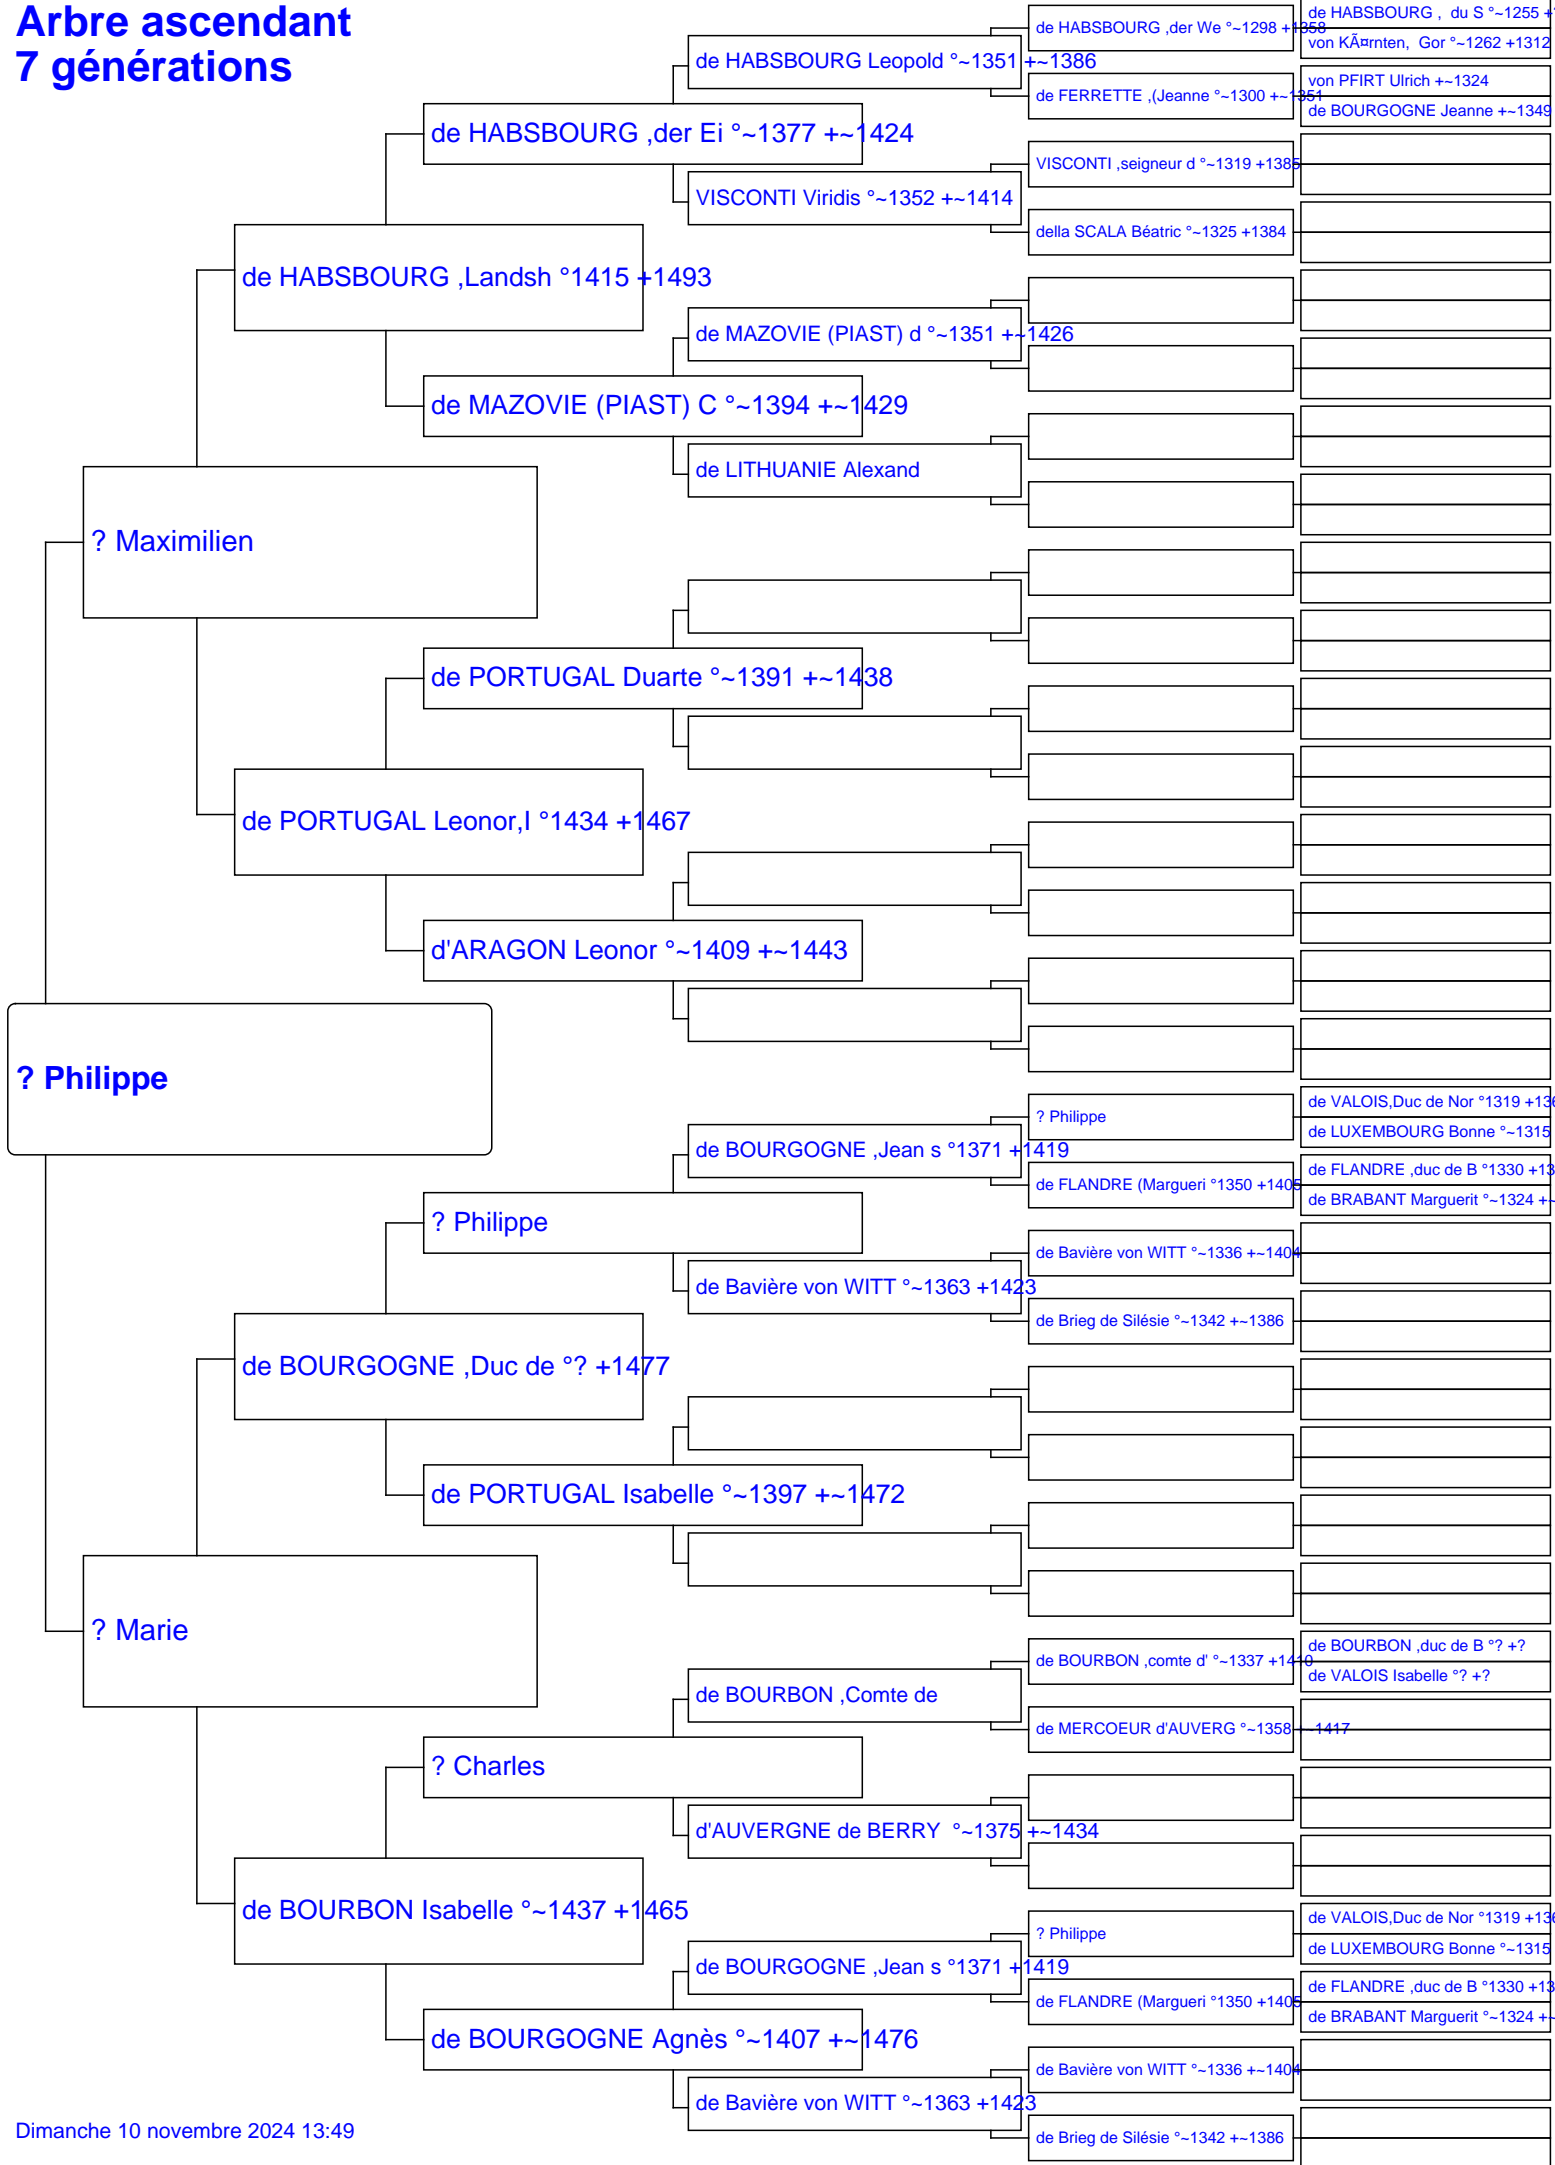 Arbre ascendant
7 générations
de HABSBOURG , du S °~1255 +
von KÃ¤rnten, Gor °~1262 +1312
de HABSBOURG ,der We °~1298 +1358
de HABSBOURG Leopold °~1351 +~1386
von PFIRT Ulrich +~1324
de FERRETTE ,(Jeanne °~1300 +~1351
de BOURGOGNE Jeanne +~1349
de HABSBOURG ,der Ei °~1377 +~1424
VISCONTI ,seigneur d °~1319 +1385
VISCONTI Viridis °~1352 +~1414
della SCALA Béatric °~1325 +1384
de HABSBOURG ,Landsh °1415 +1493
de MAZOVIE (PIAST) d °~1351 +~1426
de MAZOVIE (PIAST) C °~1394 +~1429
de LITHUANIE Alexand
? Maximilien
de PORTUGAL Duarte °~1391 +~1438
de PORTUGAL Leonor,I °1434 +1467
d'ARAGON Leonor °~1409 +~1443
? Philippe
de VALOIS,Duc de Nor °1319 +136
? Philippe
de LUXEMBOURG Bonne °~1315
de BOURGOGNE ,Jean s °1371 +1419
de FLANDRE ,duc de B °1330 +13
de FLANDRE (Margueri °1350 +1405
de BRABANT Marguerit °~1324 +~
? Philippe
de Bavière von WITT °~1336 +~1404
de Bavière von WITT °~1363 +1423
de Brieg de Silésie °~1342 +~1386
de BOURGOGNE ,Duc de °? +1477
de PORTUGAL Isabelle °~1397 +~1472
? Marie
de BOURBON ,duc de B °? +?
de BOURBON ,comte d' °~1337 +1410
de VALOIS Isabelle °? +?
de BOURBON ,Comte de
de MERCOEUR d'AUVERG °~1358 +~1417
? Charles
d'AUVERGNE de BERRY °~1375 +~1434
de BOURBON Isabelle °~1437 +1465
de VALOIS,Duc de Nor °1319 +136
? Philippe
de LUXEMBOURG Bonne °~1315
de BOURGOGNE ,Jean s °1371 +1419
de FLANDRE ,duc de B °1330 +13
de FLANDRE (Margueri °1350 +1405
de BRABANT Marguerit °~1324 +~
de BOURGOGNE Agnès °~1407 +~1476
de Bavière von WITT °~1336 +~1404
de Bavière von WITT °~1363 +1423
de Brieg de Silésie °~1342 +~1386
Dimanche 10 novembre 2024 13:49